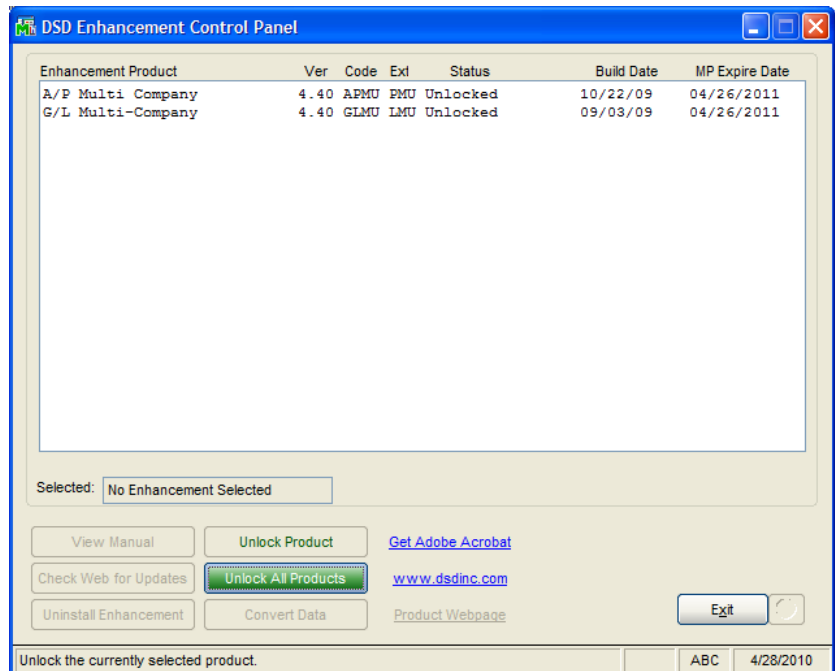 DSD Enhancement Control Panel
Enhancement Product Ver Code Ext Status Build Date MP Expire Date
A/P Multi Company 4.40 APMU PMU Unlocked 10/22/09 04/26/2011
G/L Multi-Company 4.40 GLMU LMU Unlocked 09/03/09 04/26/2011
Selected: No Enhancement Selected
View Manual Unlock Product Get Adobe Acrobat
Check Web for Updates Unlock All Products www.dsdinc.com
Uninstall Enhancement Convert Data Product Webpage Exit
Unlock the currently selected product. ABC 4/28/2010